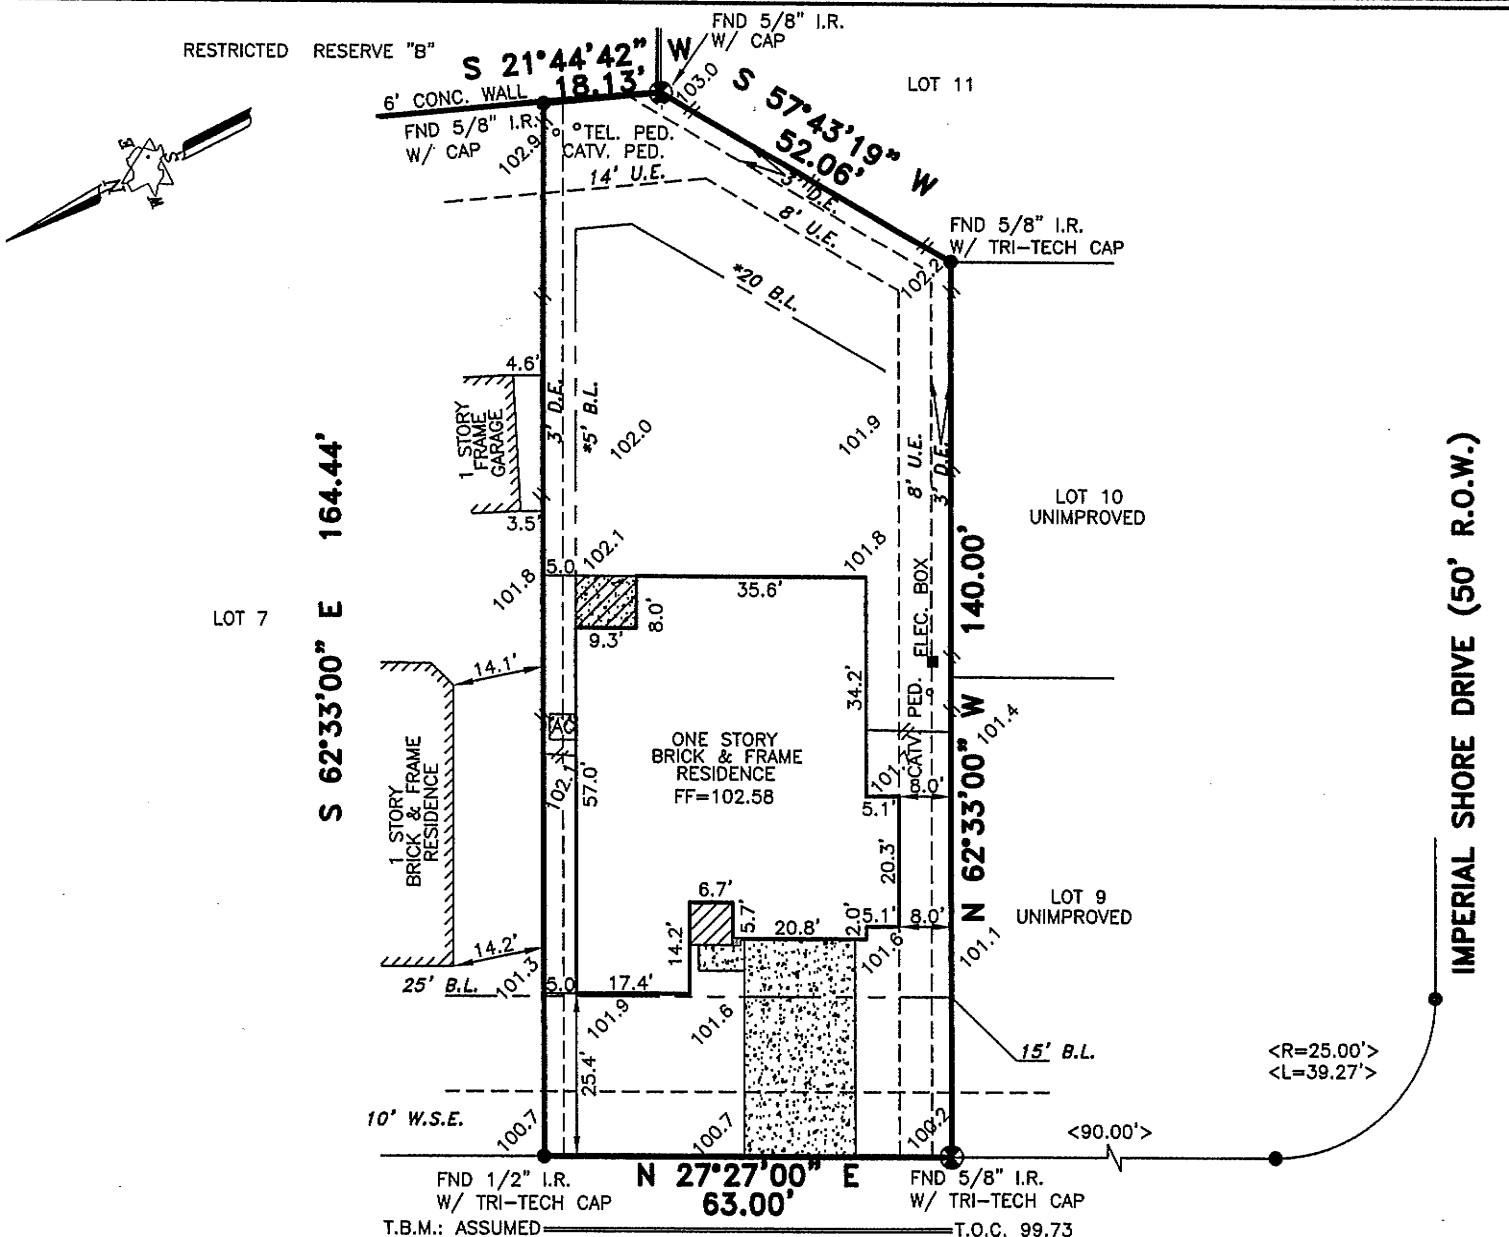 FND 5/8" I.R.
W/ CAP
RESTRICTED RESERVE "B"
S 21°44'42" W
18.13'
103.0
LOT 11
6' CONC. WALL
S 57°43'19" W
52.06'
FND 5/8" I.R.
W/ CAP
102.9
TEL. PED.
CATV. PED.
14' U.E.
3' D.E.
8' U.E.
FND 5/8" I.R.
W/ TRI-TECH CAP
102.2
*20 B.L.
4.6'
1 STORY
FRAME
GARAGE
3' D.E.
*5' B.L.
102.0
101.9
8' U.E.
3' D.E.
LOT 10
UNIMPROVED
3.5'
S 62°33'00" E 164.44'
IMPERIAL SHORE DRIVE (50' R.O.W.)
101.8
5.0
102.1
35.6'
101.8
ELEC. BOX
N 62°33'00" W 140.00'
LOT 7
9.3'
8.0'
14.1'
34.2'
CATV. PED.
101.4
AC
ONE STORY
BRICK & FRAME
RESIDENCE
FF=102.58
102.1
57.0'
5.1'
8.0'
1 STORY
BRICK & FRAME
RESIDENCE
20.3'
6.7'
5.7'
20.8'
2.0'
5.1'
8.0'
LOT 9
UNIMPROVED
14.2'
14.2'
101.6
101.1
25' B.L.
101.3
5.0
17.4'
101.9
101.6
25.4'
15' B.L.
<R=25.00'>
<L=39.27'>
10' W.S.E.
100.7
100.7
100.2
<90.00'>
FND 1/2" I.R.
W/ TRI-TECH CAP
N 27°27'00" E
63.00'
FND 5/8" I.R.
W/ TRI-TECH CAP
T.B.M.: ASSUMED
T.O.C. 99.73